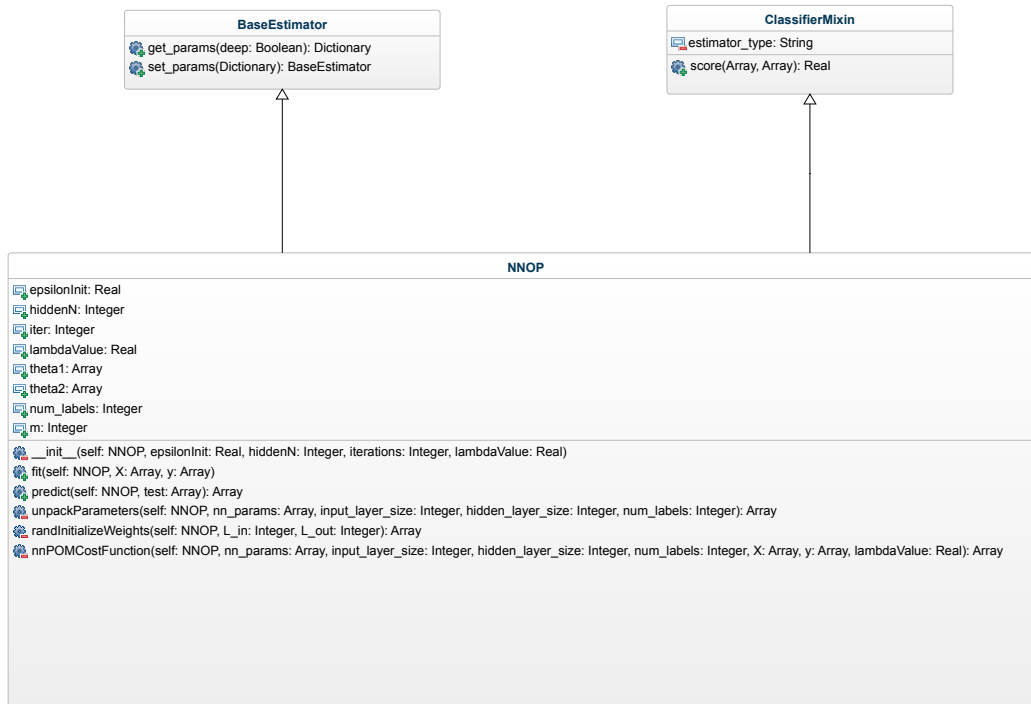 BaseEstimator
get_params(deep: Boolean): Dictionary
set_params(Dictionary): BaseEstimator
ClassifierMixin
estimator_type: String
score(Array, Array): Real
NNOP
epsilonInit: Real
hiddenN: Integer
iter: Integer
lambdaValue: Real
theta1: Array
theta2: Array
num_labels: Integer
m: Integer
__init__(self: NNOP, epsilonInit: Real, hiddenN: Integer, iterations: Integer, lambdaValue: Real)
fit(self: NNOP, X: Array, y: Array)
predict(self: NNOP, test: Array): Array
unpackParameters(self: NNOP, nn_params: Array, input_layer_size: Integer, hidden_layer_size: Integer, num_labels: Integer): Array
randInitializeWeights(self: NNOP, L_in: Integer, L_out: Integer): Array
nnPOMCostFunction(self: NNOP, nn_params: Array, input_layer_size: Integer, hidden_layer_size: Integer, num_labels: Integer, X: Array, y: Array, lambdaValue: Real): Array